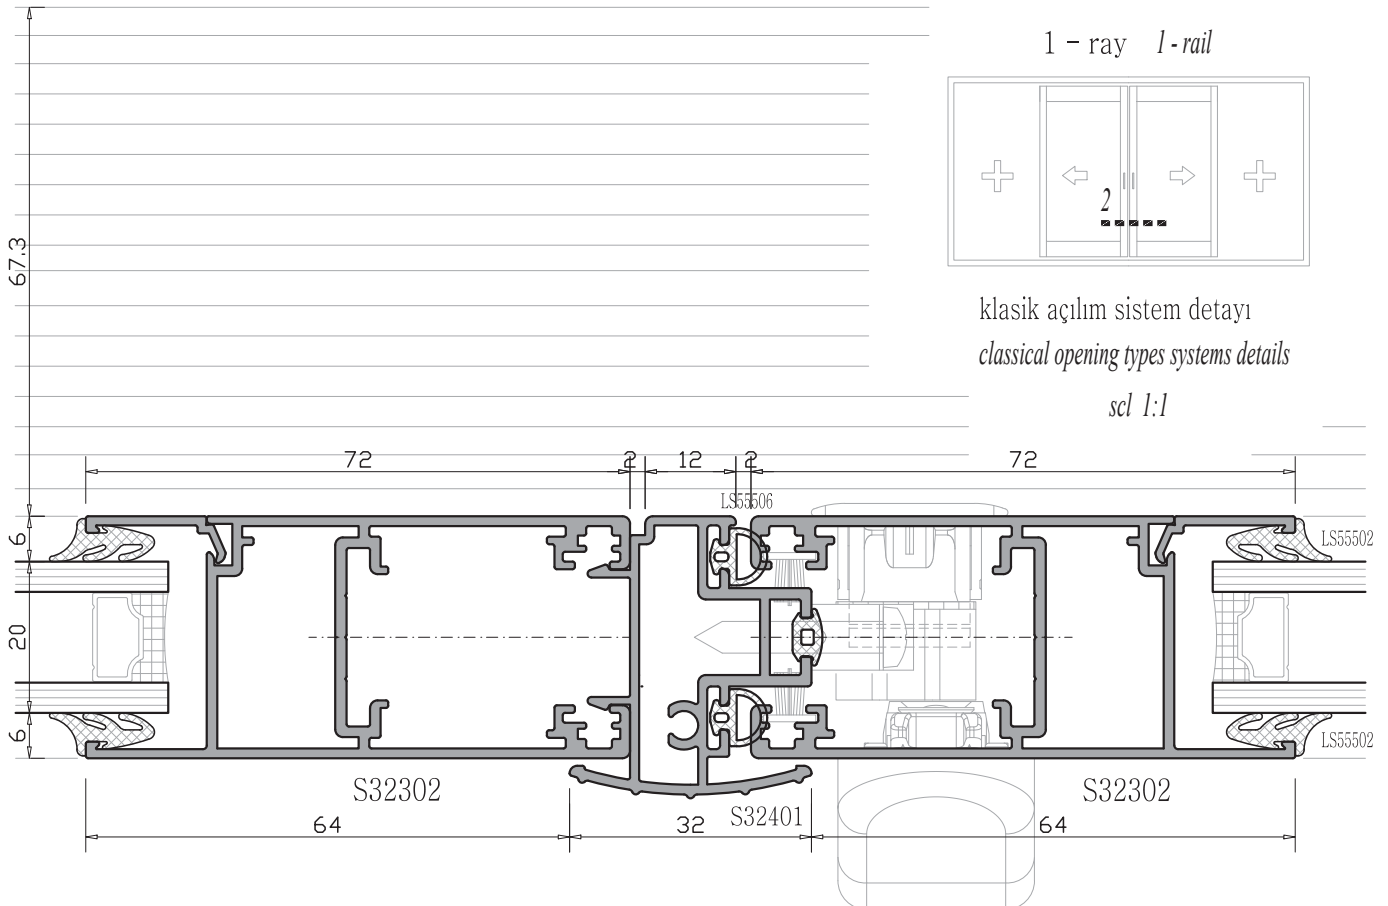 1 - ray 1 - rail
2
67.3
klasik açılım sistem detayı
classical opening types systems details
scl 1:1
72 2 12 2 72
LS55506
6
LS55502
20
6
LS55502
S32302
S32302
S32401
64 32 64